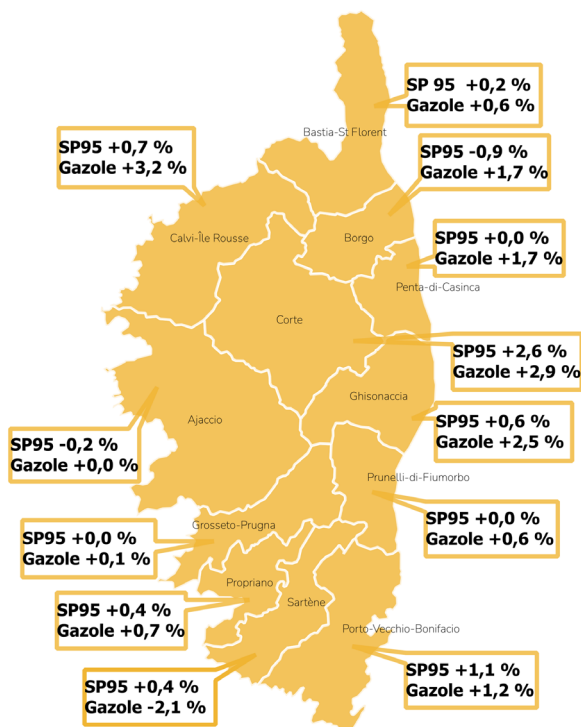 SP 95 +0,2 %
Gazole +0,6 %
Bastia-St Florent
SP95 +0,7 %
Gazole +3,2 %
SP95 -0,9 %
Gazole +1,7 %
Calvi-Île Rousse
Borgo
SP95 +0,0 %
Gazole +1,7 %
Penta-di-Casinca
Corte
SP95 +2,6 %
Gazole +2,9 %
Ghisonaccia
SP95 +0,6 %
Gazole +2,5 %
Ajaccio
SP95 -0,2 %
Gazole +0,0 %
Prunelli-di-Fiumorbo
SP95 +0,0 %
Gazole +0,6 %
Grosseto-Prugna
SP95 +0,0 %
Gazole +0,1 %
Propriano
SP95 +0,4 %
Gazole +0,7 %
Sartène
Porto-Vecchio-Bonifacio
SP95 +1,1 %
Gazole +1,2 %
SP95 +0,4 %
Gazole -2,1 %